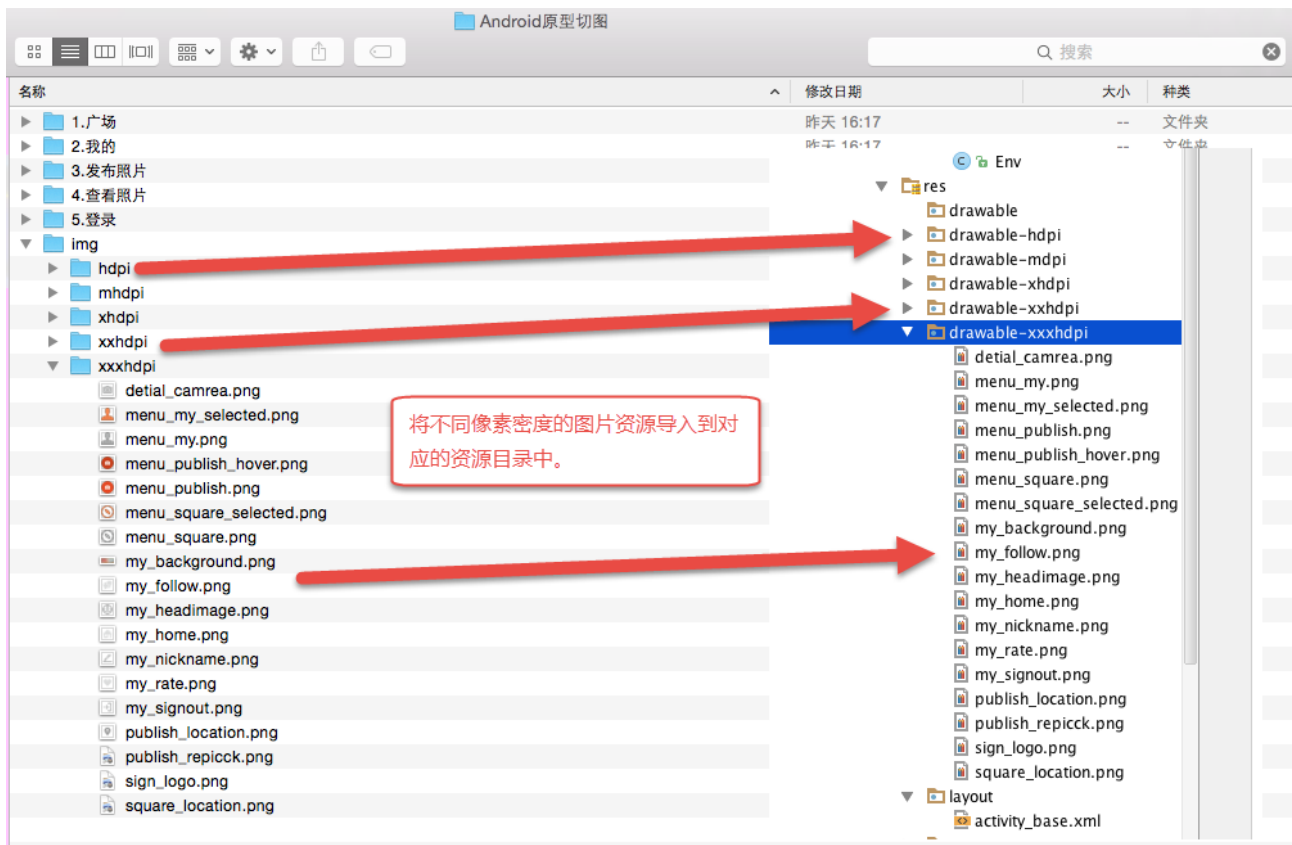 Android原型切图
搜索
名称
修改日期
大小
种类
1.广场
昨天 16:17
--
文件夹
2.我的
昨天 16:17
--
文件夹
3.发布照片
4.查看照片
5.登录
img
hdpi
mhdpi
xhdpi
xxhdpi
xxxhdpi
detial_camrea.png
menu_my_selected.png
menu_my.png
menu_publish_hover.png
menu_publish.png
menu_square_selected.png
menu_square.png
my_background.png
my_follow.png
my_headimage.png
my_home.png
my_nickname.png
my_rate.png
my_signout.png
publish_location.png
publish_repicck.png
sign_logo.png
square_location.png
将不同像素密度的图片资源导入到对
应的资源目录中。
C
Env
res
drawable
drawable-hdpi
drawable-mdpi
drawable-xhdpi
drawable-xxhdpi
drawable-xxxhdpi
detial_camrea.png
menu_my.png
menu_my_selected.png
menu_publish.png
menu_publish_hover.png
menu_square.png
menu_square_selected.png
my_background.png
my_follow.png
my_headimage.png
my_home.png
my_nickname.png
my_rate.png
my_signout.png
publish_location.png
publish_repicck.png
sign_logo.png
square_location.png
layout
activity_base.xml